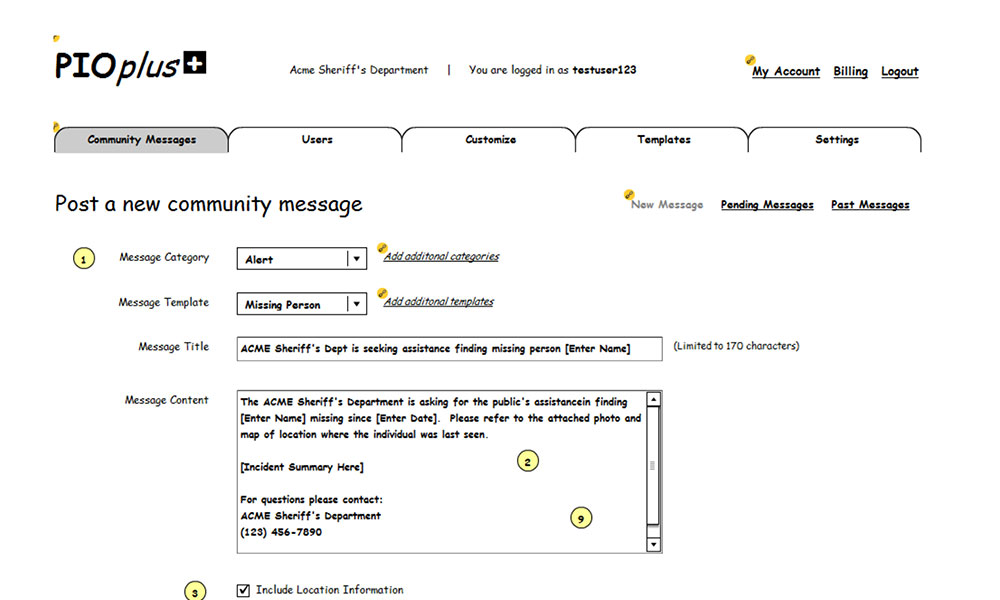 PIOplus+
Acme Sheriff's Department | You are logged in as testuser123
My Account Billing Logout
Community Messages Users Customize Templates Settings
Post a new community message
New Message Pending Messages Past Messages
1 Message Category Alert Add additonal categories
Message Template Missing Person Add additonal templates
Message Title ACME Sheriff's Dept is seeking assistance finding missing person [Enter Name] (Limited to 170 characters)
Message Content The ACME Sheriff's Department is asking for the public's assistancein finding
[Enter Name] missing since [Enter Date]. Please refer to the attached photo and
map of location where the individual was last seen.
2
[Incident Summary Here]
For questions please contact:
ACME Sheriff's Department
9
(123) 456-7890
3 Include Location Information